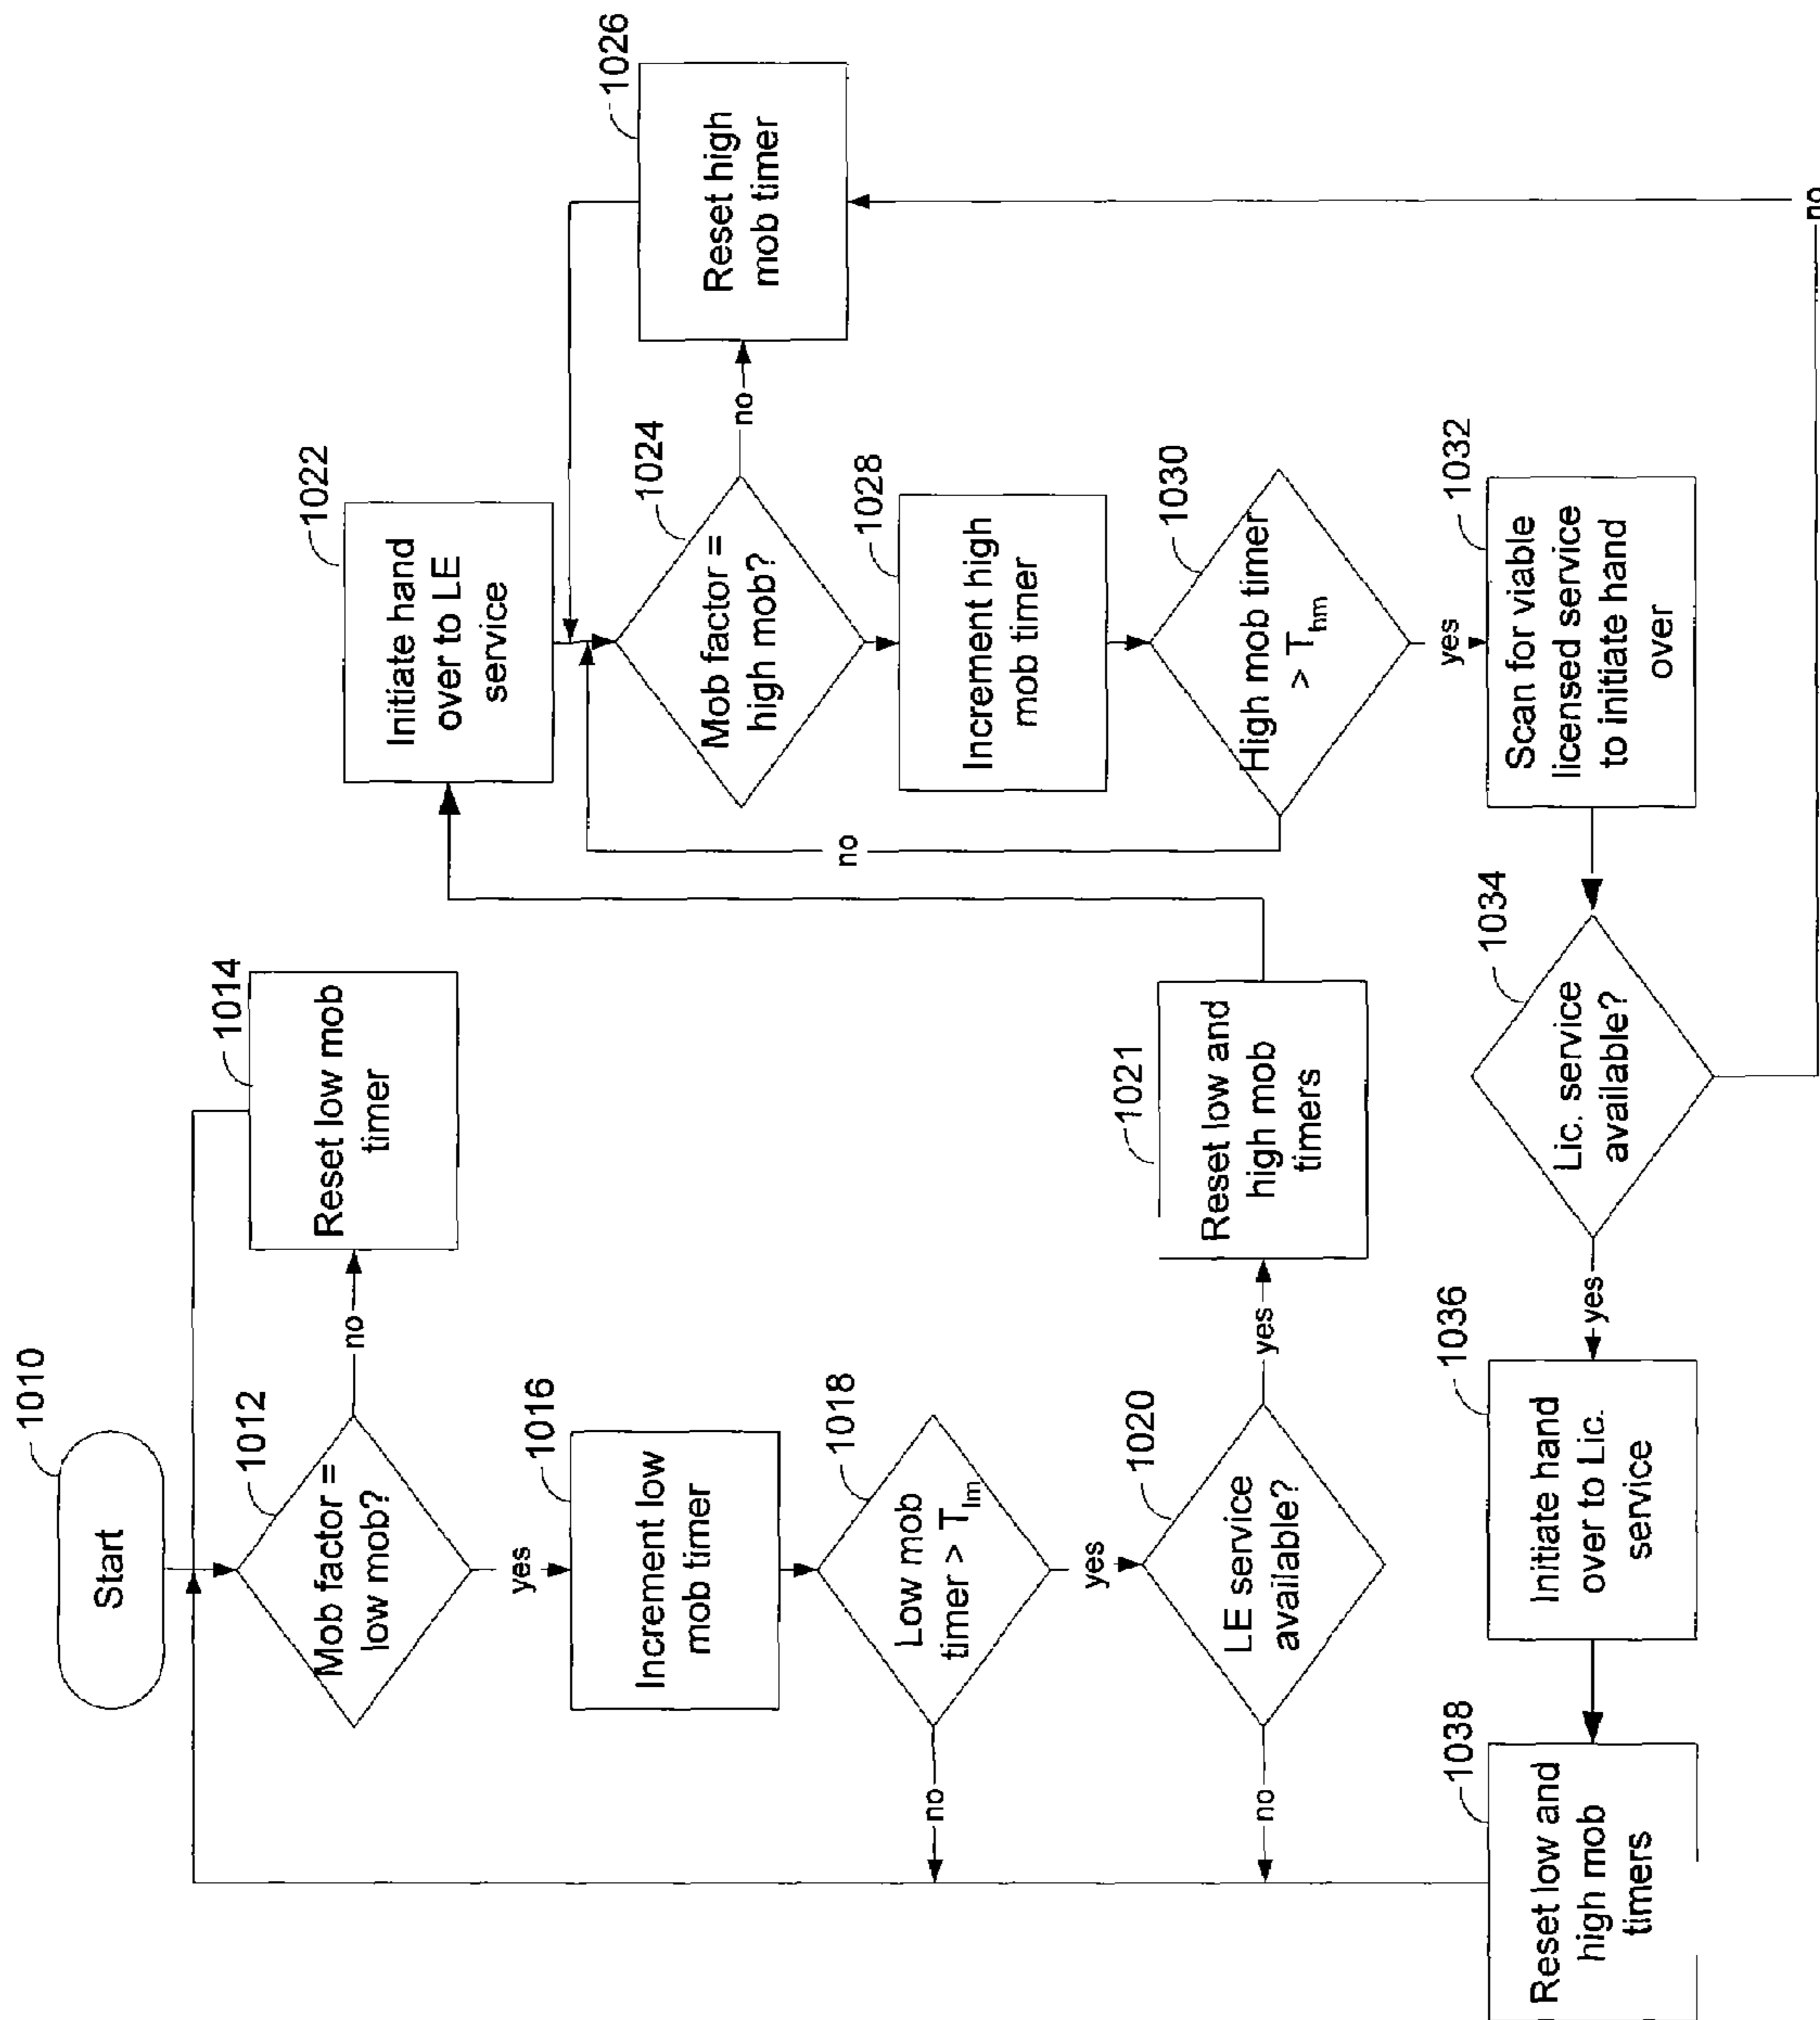 1010
Start
1012
Mob factor =
low mob?
no
1014
Reset low mob
timer
yes
1016
Increment low
mob timer
1018
Low mob
timer > Tlm
no
yes
1020
LE service
available?
no
yes
1021
Reset low and
high mob
timers
1022
Initiate hand
over to LE
service
1024
Mob factor =
high mob?
no
1026
Reset high
mob timer
1028
Increment high
mob timer
1030
High mob timer
> Thm
no
yes
1032
Scan for viable
licensed service
to initiate hand
over
1034
Lic. service
available?
no
yes
1036
Initiate hand
over to Lic.
service
1038
Reset low and
high mob
timers